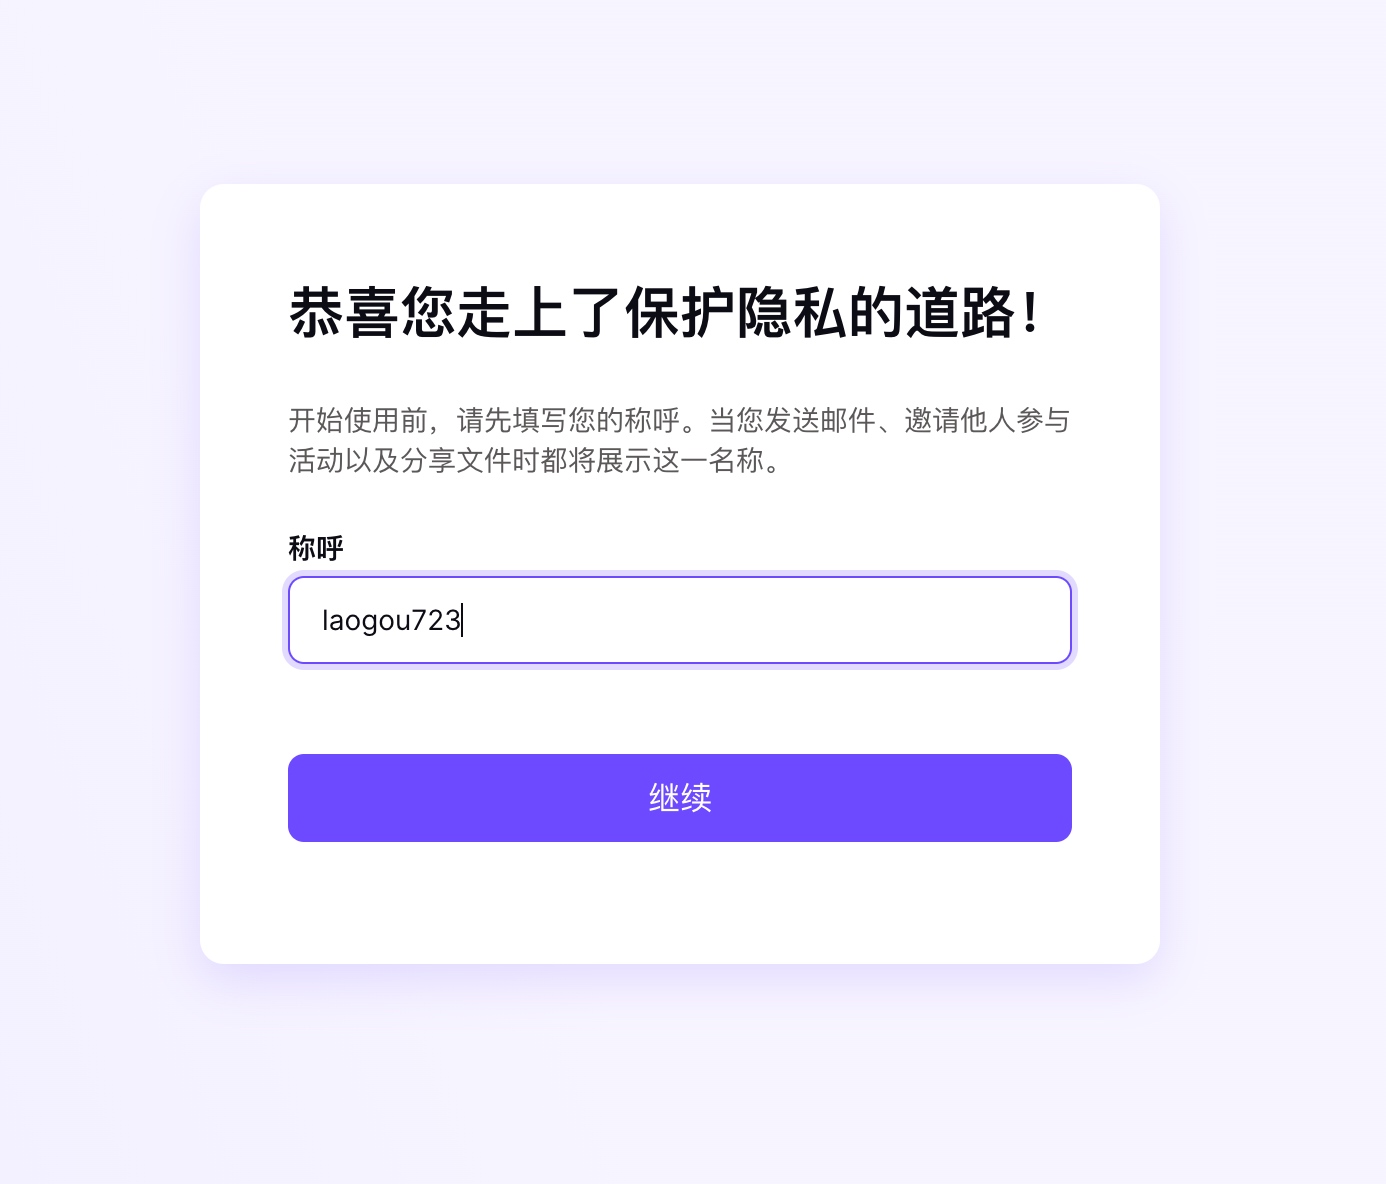 恭喜您走上了保护隐私的道路！
开始使用前，请先填写您的称呼。当您发送邮件、邀请他人参与
活动以及分享文件时都将展示这一名称。
称呼
laogou723
继续